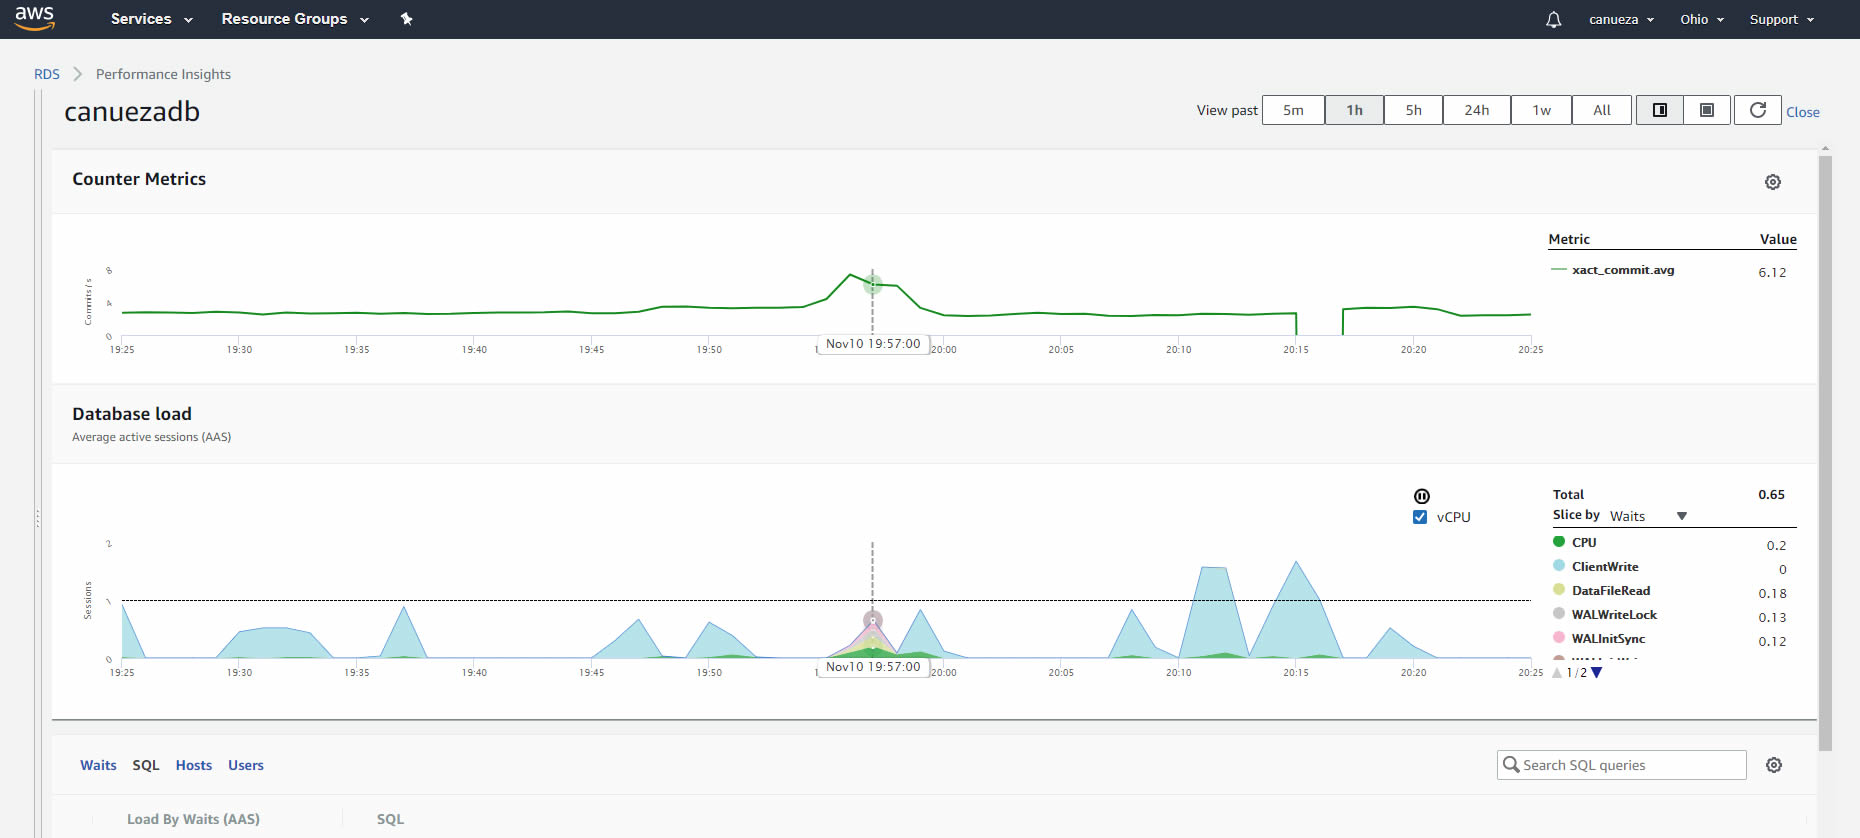 aws Services Resource Groups canueza Ohio Support
RDS Performance Insights
canuezadb
View past 5m 1h 5h 24h 1w All Close
Counter Metrics
Metric Value
xact_commit.avg 6.12
Commits / s
8
4
0
Nov10 19:57:00
19:25 19:30 19:35 19:40 19:45 19:50 20:00 20:05 20:10 20:15 20:20 20:25
Database load
Average active sessions (AAS)
vCPU
Total 0.65
Slice by Waits
CPU 0.2
ClientWrite 0
DataFileRead 0.18
WALWriteLock 0.13
WALInitSync 0.12
1 / 2
Sessions
2
1
0
Nov10 19:57:00
19:25 19:30 19:35 19:40 19:45 19:50 20:00 20:05 20:10 20:15 20:20 20:25
Waits SQL Hosts Users
Search SQL queries
Load By Waits (AAS) SQL